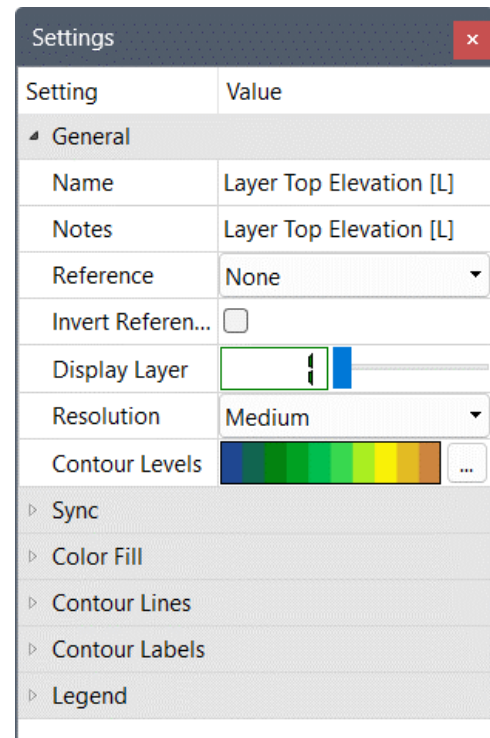 Settings
Setting Value
General
Name Layer Top Elevation [L]
Notes Layer Top Elevation [L]
Reference None
Invert Referen...
Display Layer 1
Resolution Medium
Contour Levels ...
Sync
Color Fill
Contour Lines
Contour Labels
Legend